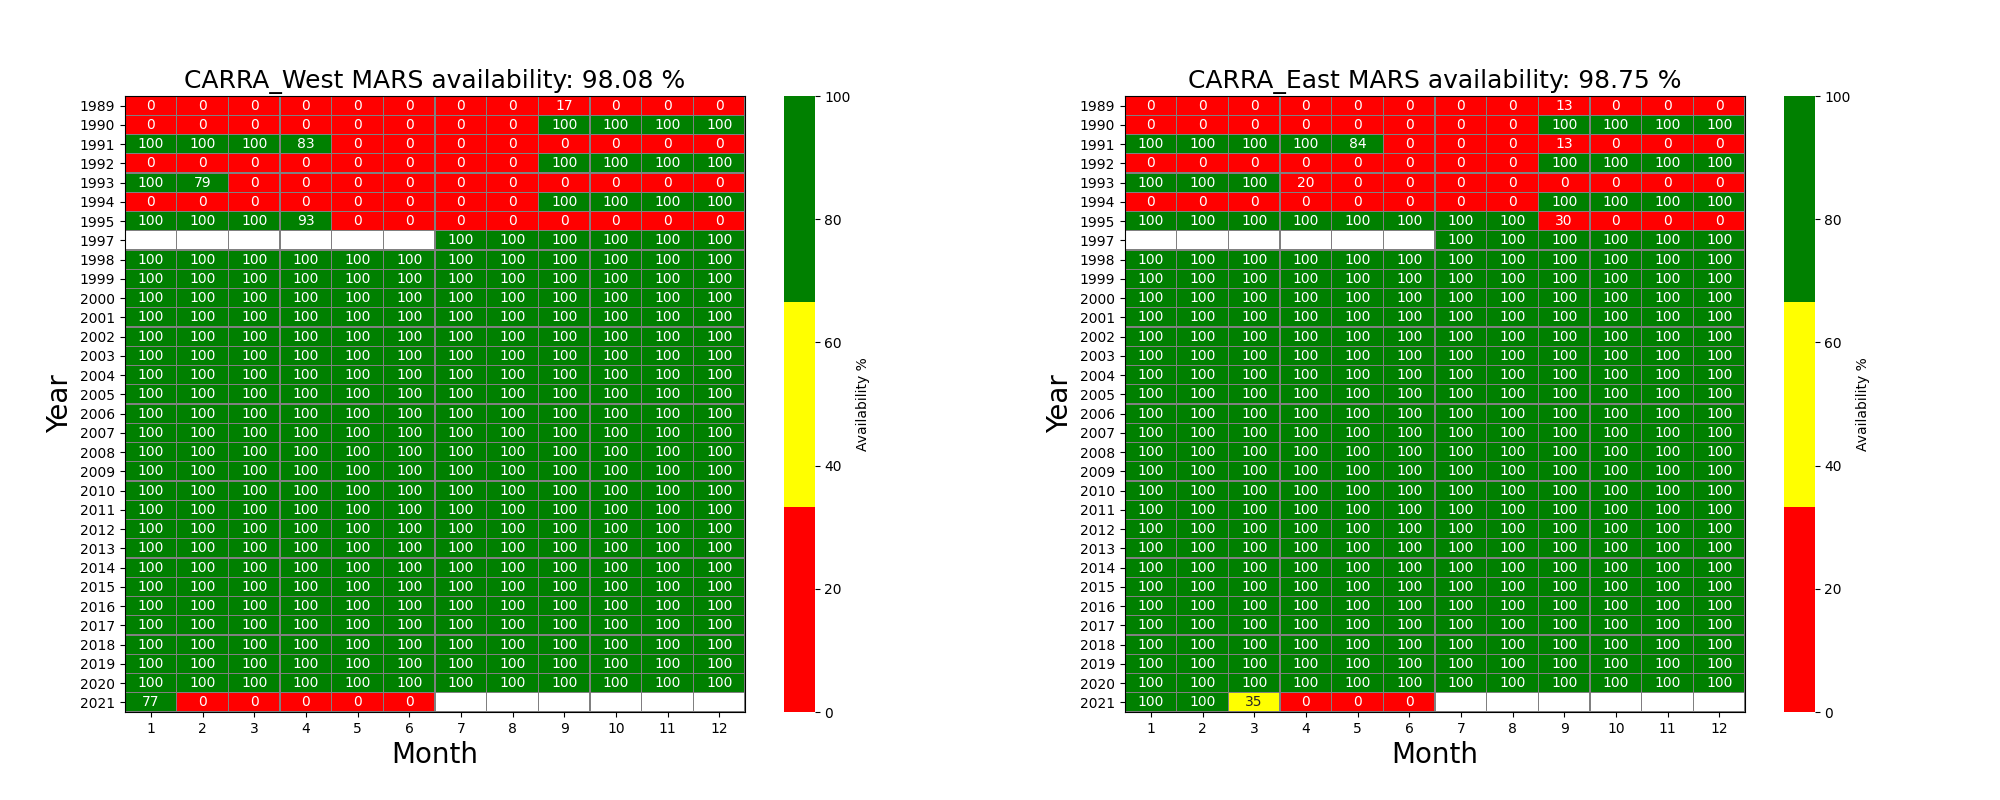 CARRA_West MARS availability: 98.08 %
1989 0 0 0 0 0 0 0 0 17 0 0 0
1990 0 0 0 0 0 0 0 0 100 100 100 100
1991 100 100 100 83 0 0 0 0 0 0 0 0
1992 0 0 0 0 0 0 0 0 100 100 100 100
1993 100 79 0 0 0 0 0 0 0 0 0 0
1994 0 0 0 0 0 0 0 0 100 100 100 100
1995 100 100 100 93 0 0 0 0 0 0 0 0
1997 100 100 100 100 100 100
1998 100 100 100 100 100 100 100 100 100 100 100 100
1999 100 100 100 100 100 100 100 100 100 100 100 100
2000 100 100 100 100 100 100 100 100 100 100 100 100
2001 100 100 100 100 100 100 100 100 100 100 100 100
2002 100 100 100 100 100 100 100 100 100 100 100 100
2003 100 100 100 100 100 100 100 100 100 100 100 100
2004 100 100 100 100 100 100 100 100 100 100 100 100
2005 100 100 100 100 100 100 100 100 100 100 100 100
2006 100 100 100 100 100 100 100 100 100 100 100 100
2007 100 100 100 100 100 100 100 100 100 100 100 100
2008 100 100 100 100 100 100 100 100 100 100 100 100
2009 100 100 100 100 100 100 100 100 100 100 100 100
2010 100 100 100 100 100 100 100 100 100 100 100 100
2011 100 100 100 100 100 100 100 100 100 100 100 100
2012 100 100 100 100 100 100 100 100 100 100 100 100
2013 100 100 100 100 100 100 100 100 100 100 100 100
2014 100 100 100 100 100 100 100 100 100 100 100 100
2015 100 100 100 100 100 100 100 100 100 100 100 100
2016 100 100 100 100 100 100 100 100 100 100 100 100
2017 100 100 100 100 100 100 100 100 100 100 100 100
2018 100 100 100 100 100 100 100 100 100 100 100 100
2019 100 100 100 100 100 100 100 100 100 100 100 100
2020 100 100 100 100 100 100 100 100 100 100 100 100
2021 77 0 0 0 0 0
1 2 3 4 5 6 7 8 9 10 11 12
Month
Year
100
80
60
40
20
0
Availability %
CARRA_East MARS availability: 98.75 %
1989 0 0 0 0 0 0 0 0 13 0 0 0
1990 0 0 0 0 0 0 0 0 100 100 100 100
1991 100 100 100 100 84 0 0 0 13 0 0 0
1992 0 0 0 0 0 0 0 0 100 100 100 100
1993 100 100 100 20 0 0 0 0 0 0 0 0
1994 0 0 0 0 0 0 0 0 100 100 100 100
1995 100 100 100 100 100 100 100 100 30 0 0 0
1997 100 100 100 100 100 100
1998 100 100 100 100 100 100 100 100 100 100 100 100
1999 100 100 100 100 100 100 100 100 100 100 100 100
2000 100 100 100 100 100 100 100 100 100 100 100 100
2001 100 100 100 100 100 100 100 100 100 100 100 100
2002 100 100 100 100 100 100 100 100 100 100 100 100
2003 100 100 100 100 100 100 100 100 100 100 100 100
2004 100 100 100 100 100 100 100 100 100 100 100 100
2005 100 100 100 100 100 100 100 100 100 100 100 100
2006 100 100 100 100 100 100 100 100 100 100 100 100
2007 100 100 100 100 100 100 100 100 100 100 100 100
2008 100 100 100 100 100 100 100 100 100 100 100 100
2009 100 100 100 100 100 100 100 100 100 100 100 100
2010 100 100 100 100 100 100 100 100 100 100 100 100
2011 100 100 100 100 100 100 100 100 100 100 100 100
2012 100 100 100 100 100 100 100 100 100 100 100 100
2013 100 100 100 100 100 100 100 100 100 100 100 100
2014 100 100 100 100 100 100 100 100 100 100 100 100
2015 100 100 100 100 100 100 100 100 100 100 100 100
2016 100 100 100 100 100 100 100 100 100 100 100 100
2017 100 100 100 100 100 100 100 100 100 100 100 100
2018 100 100 100 100 100 100 100 100 100 100 100 100
2019 100 100 100 100 100 100 100 100 100 100 100 100
2020 100 100 100 100 100 100 100 100 100 100 100 100
2021 100 100 35 0 0 0
1 2 3 4 5 6 7 8 9 10 11 12
Month
Year
100
80
60
40
20
0
Availability %